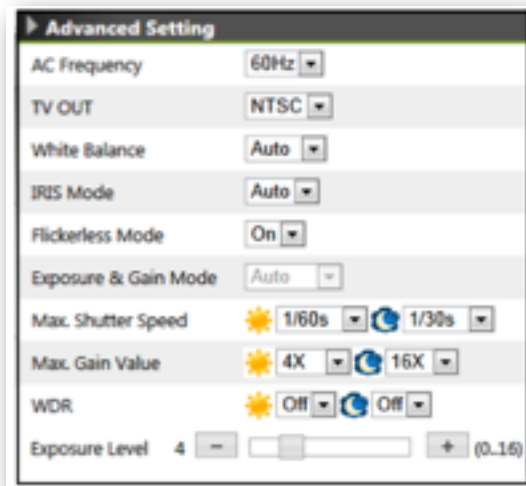 Advanced Setting
AC Frequency 60Hz
TV OUT NTSC
White Balance Auto
IRIS Mode Auto
Flickerless Mode On
Exposure & Gain Mode Auto
Max. Shutter Speed 1/60s 1/30s
Max. Gain Value 4X 16X
WDR Off Off
Exposure Level 4 − + (0..16)